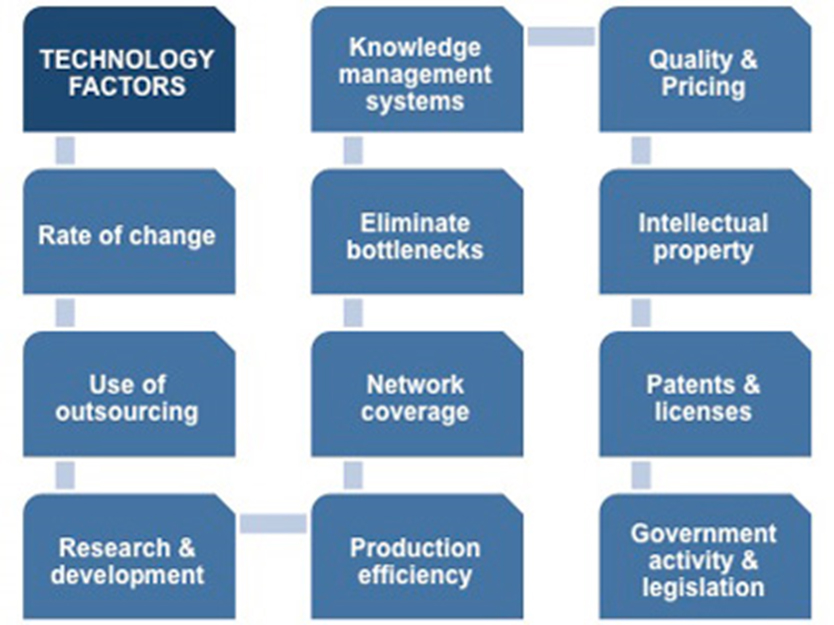 TECHNOLOGY
FACTORS
Rate of change
Use of
outsourcing
Research &
development
Production
efficiency
Network
coverage
Eliminate
bottlenecks
Knowledge
management
systems
Quality &
Pricing
Intellectual
property
Patents &
licenses
Government
activity &
legislation